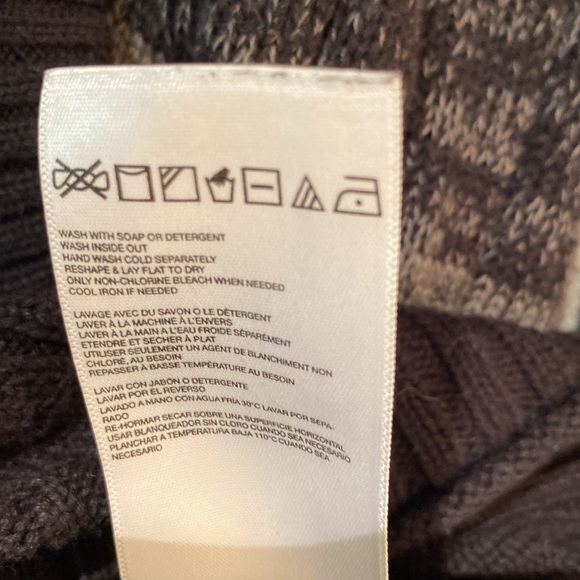 WASH WITH SOAP OR DETERGENT
WASH INSIDE OUT
HAND WASH COLD SEPARATELY
RESHAPE & LAY FLAT TO DRY
ONLY NON-CHLORINE BLEACH WHEN NEEDED
COOL IRON IF NEEDED
LAVAGE AVEC DU SAVON O LE DÉTERGENT
LAVER À LA MACHINE À L'ENVERS
LAVER À LA MAIN A L'EAU FROIDE SÉPARÉMENT
ETENDRE ET SÉCHER À PLAT
UTILISER SEULEMENT UN AGENT DE BLANCHIMENT NON
CHLORÉ, AU BESOIN
REPASSER À BASSE TEMPÉRATURE AU BESOIN
LAVAR CON JABÓN O DETERGENTE
LAVAR POR EL REVERSO
LAVADO A MANO CON AGUA FRÍA 30°C LAVAR POR SEPA-
RADO
RE-HORMAR SECAR SOBRE UNA SUPERFICIE HORIZONTAL
USAR BLANQUEADOR SIN CLORO CUANDO SEA NECESARIO
PLANCHAR A TEMPERATURA BAJA 110°C CUANDO SEA
NECESARIO